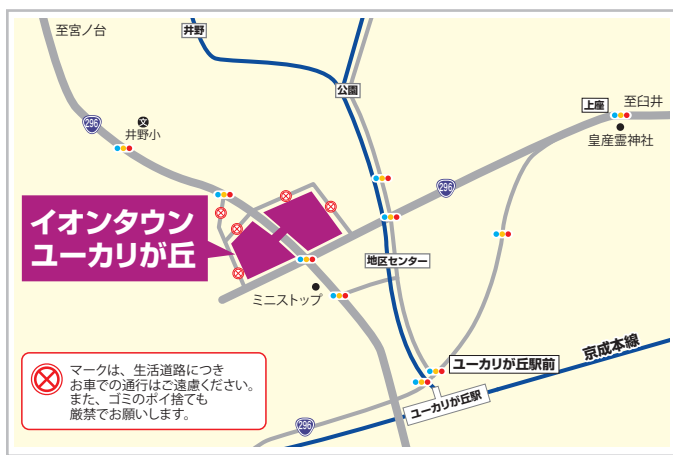 至宮ノ台
井野
公園
296
文
井野小
上座
至臼井
皇産霊神社
296
イオンタウン
ユーカリが丘
地区センター
ミニストップ
マークは、生活道路につき
お車での通行はご遠慮ください。
また、ゴミのポイ捨ても
厳禁でお願いします。
ユーカリが丘駅前
京成本線
ユーカリが丘駅
296